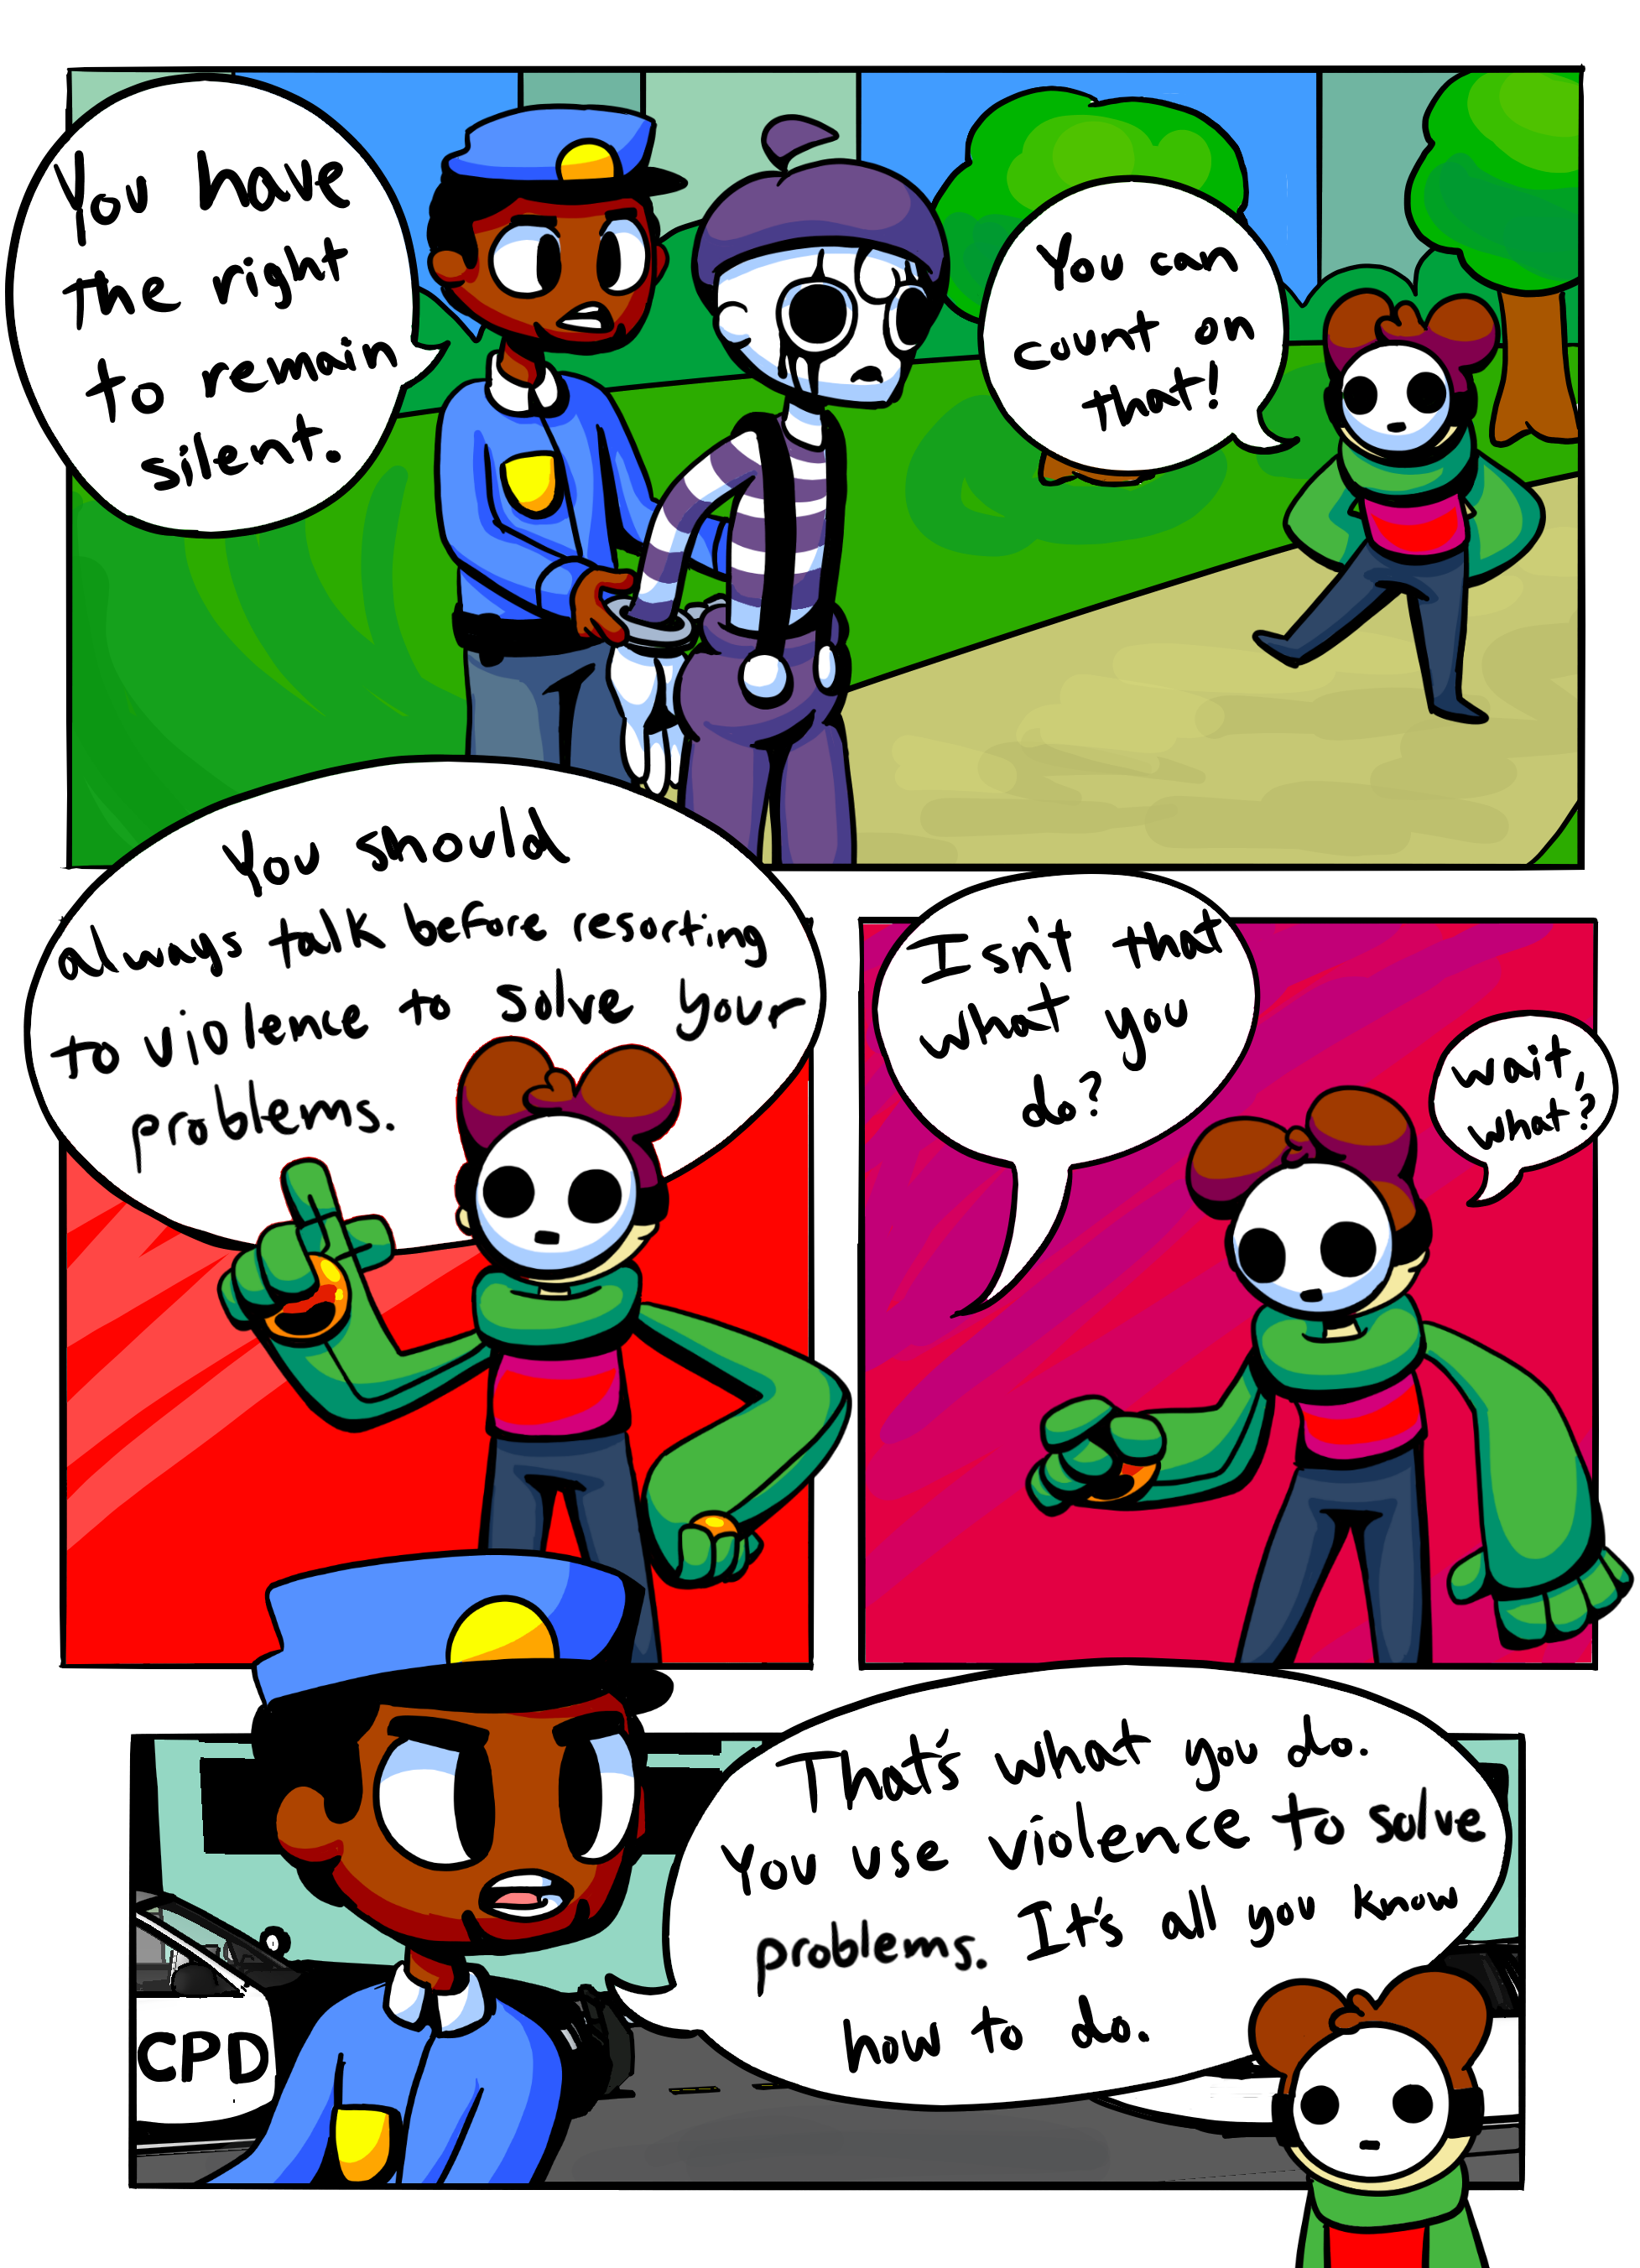 You have
the right
to remain
silent.
You can
count on
that!
You should
always talk before resorting
to violence to solve your
problems.
Isn't that
what you
do?
wait,
what?
That's what you do.
You use violence to solve
problems. It's all you know
how to do.
CPD